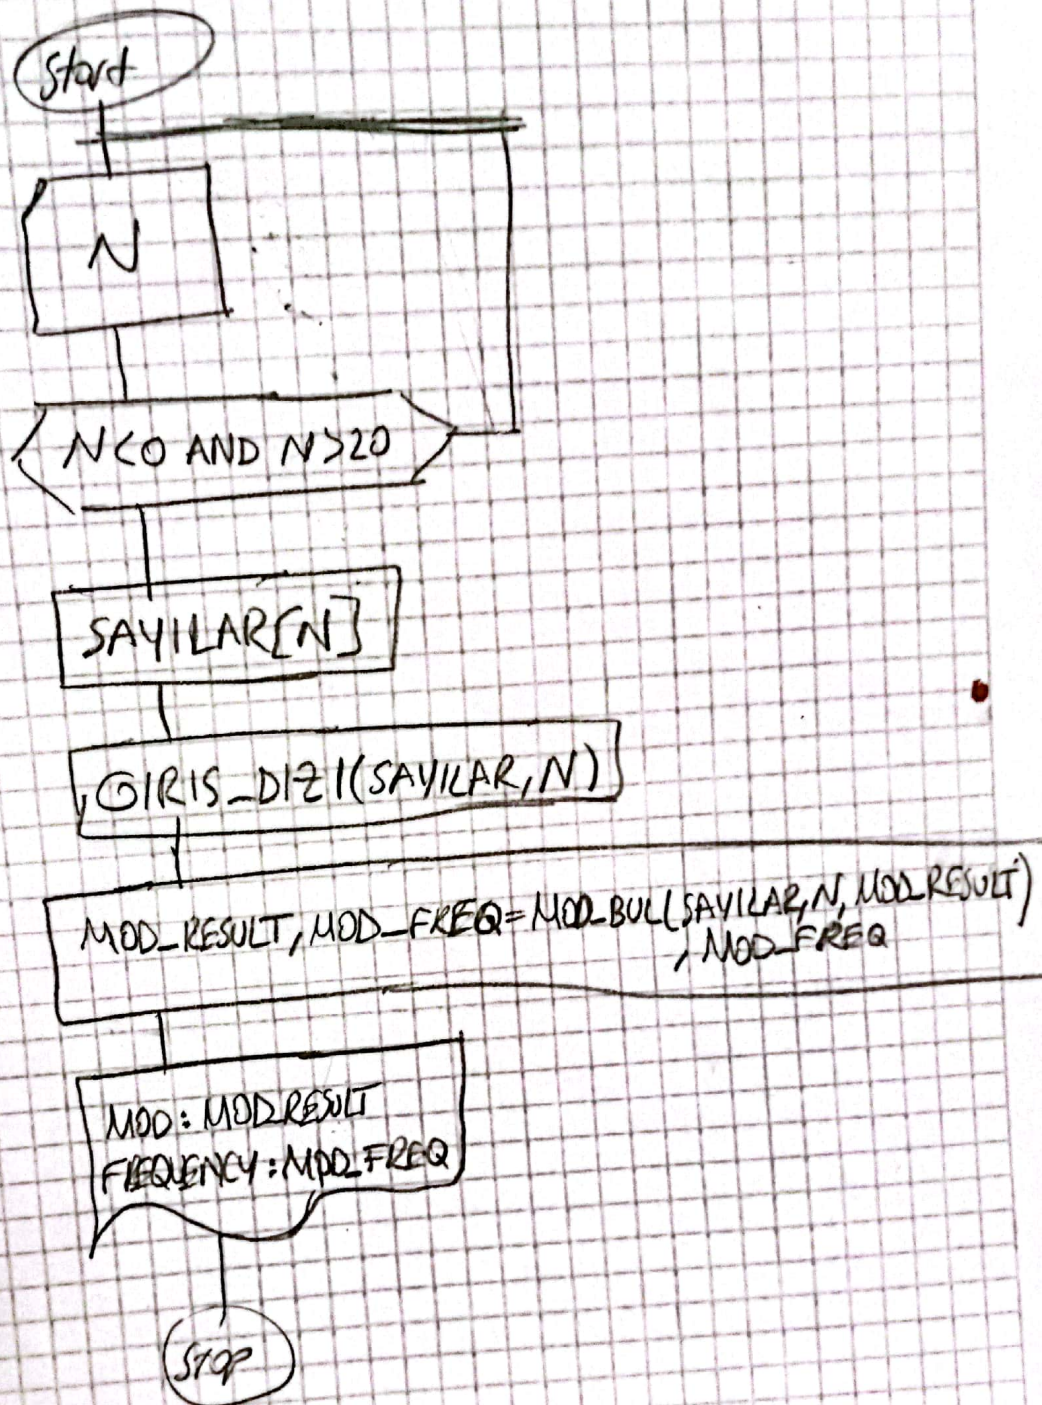 Start
N
N<0 AND N>20
SAYILAR[N]
GIRIS_DIZI(SAYILAR,N)
MOD_RESULT,MOD_FREQ=MOD_BUL(SAYILAR,N,MOD_RESULT)
,MOD_FREQ
MOD:MOD_RESULT
FREQUENCY:MOD_FREQ
STOP